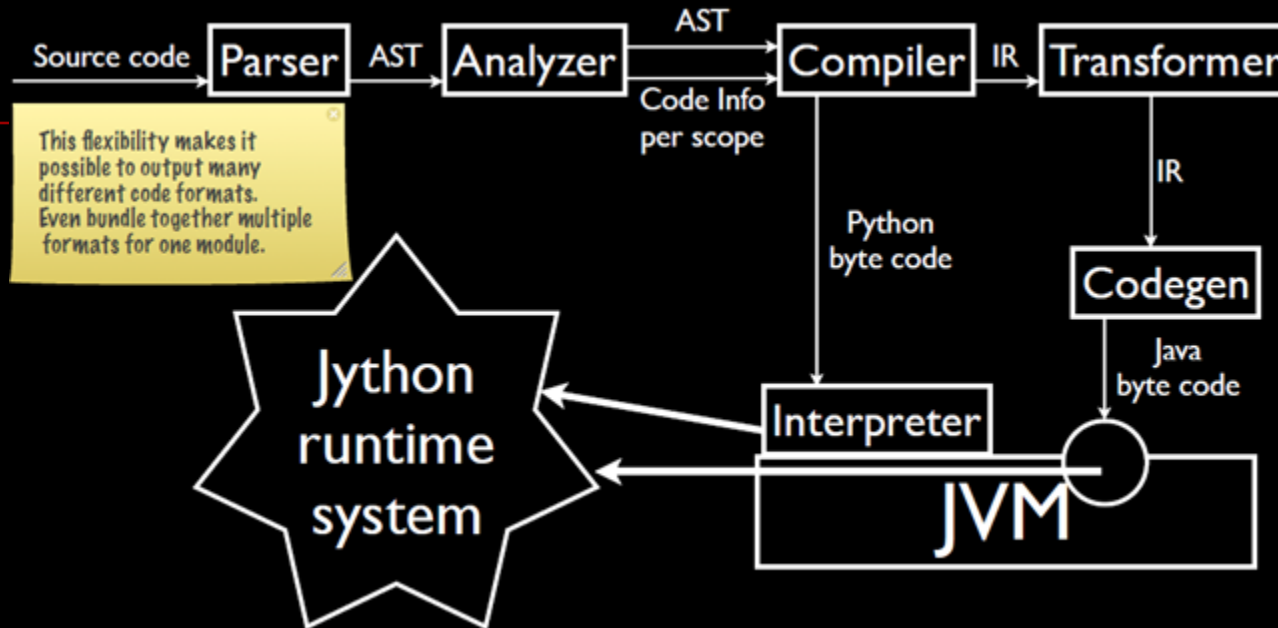 Source code
Parser
AST
Analyzer
AST
Code Info
per scope
Compiler
IR
Transformer
This flexibility makes it
possible to output many
different code formats.
Even bundle together multiple
formats for one module.
IR
Python
byte code
Codegen
Java
byte code
Jython
runtime
system
Interpreter
JVM